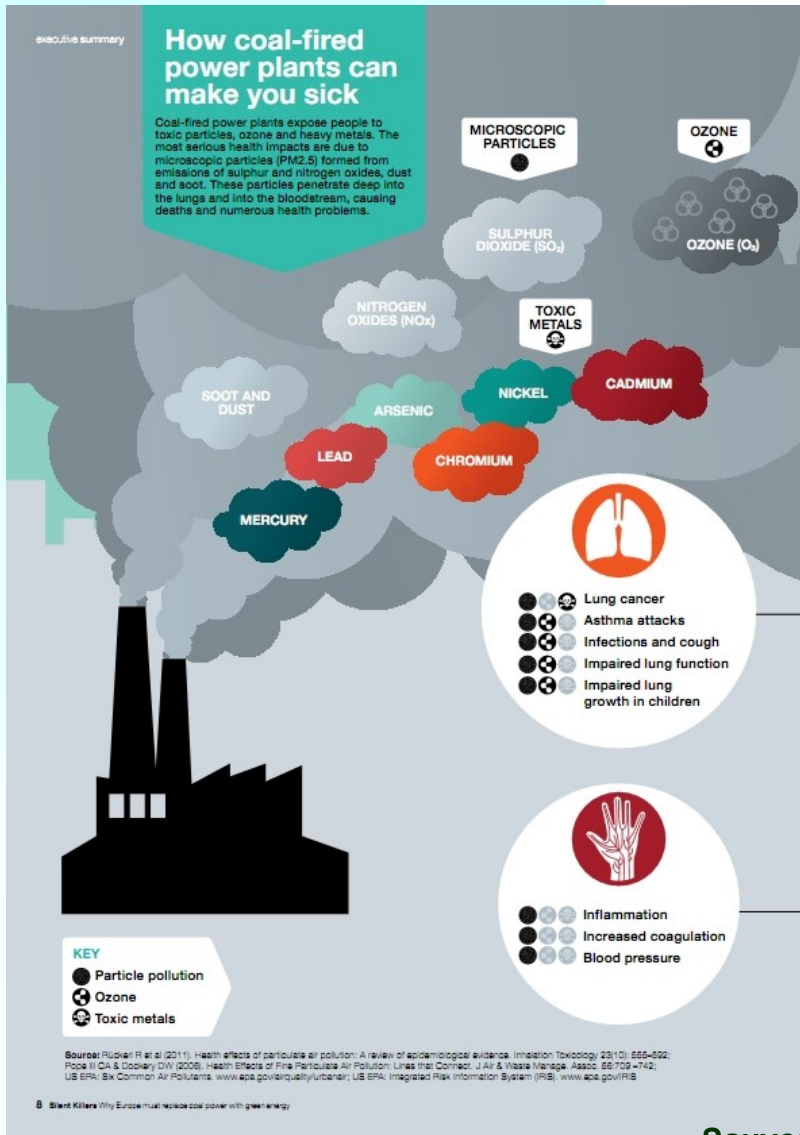 executive summary
How coal-fired
power plants can
make you sick
Coal-fired power plants expose people to
toxic particles, ozone and heavy metals. The
most serious health impacts are due to
microscopic particles (PM2.5) formed from
emissions of sulphur and nitrogen oxides, dust
and soot. These particles penetrate deep into
the lungs and into the bloodstream, causing
deaths and numerous health problems.
MICROSCOPIC
PARTICLES
OZONE
SULPHUR
DIOXIDE (SO₂)
OZONE (O₃)
NITROGEN
OXIDES (NOx)
TOXIC
METALS
SOOT AND
DUST
ARSENIC
NICKEL
CADMIUM
LEAD
CHROMIUM
MERCURY
Lung cancer
Asthma attacks
Infections and cough
Impaired lung function
Impaired lung
growth in children
Inflammation
Increased coagulation
Blood pressure
KEY
Particle pollution
Ozone
Toxic metals
Source: Rückerl R et al (2011). Health effects of particulate air pollution: A review of epidemiological evidence. Inhalation Toxicology 23(10): 555–592;
Pope III CA & Dockery DW (2006). Health Effects of Fine Particulate Air Pollution: Lines that Connect. J Air & Waste Manage. Assoc. 56:709–742;
US EPA: Six Common Air Pollutants. www.epa.gov/airquality/urbanair; US EPA: Integrated Risk Information System (IRIS). www.epa.gov/IRIS
8 Silent Killers Why Europe must replace coal power with green energy